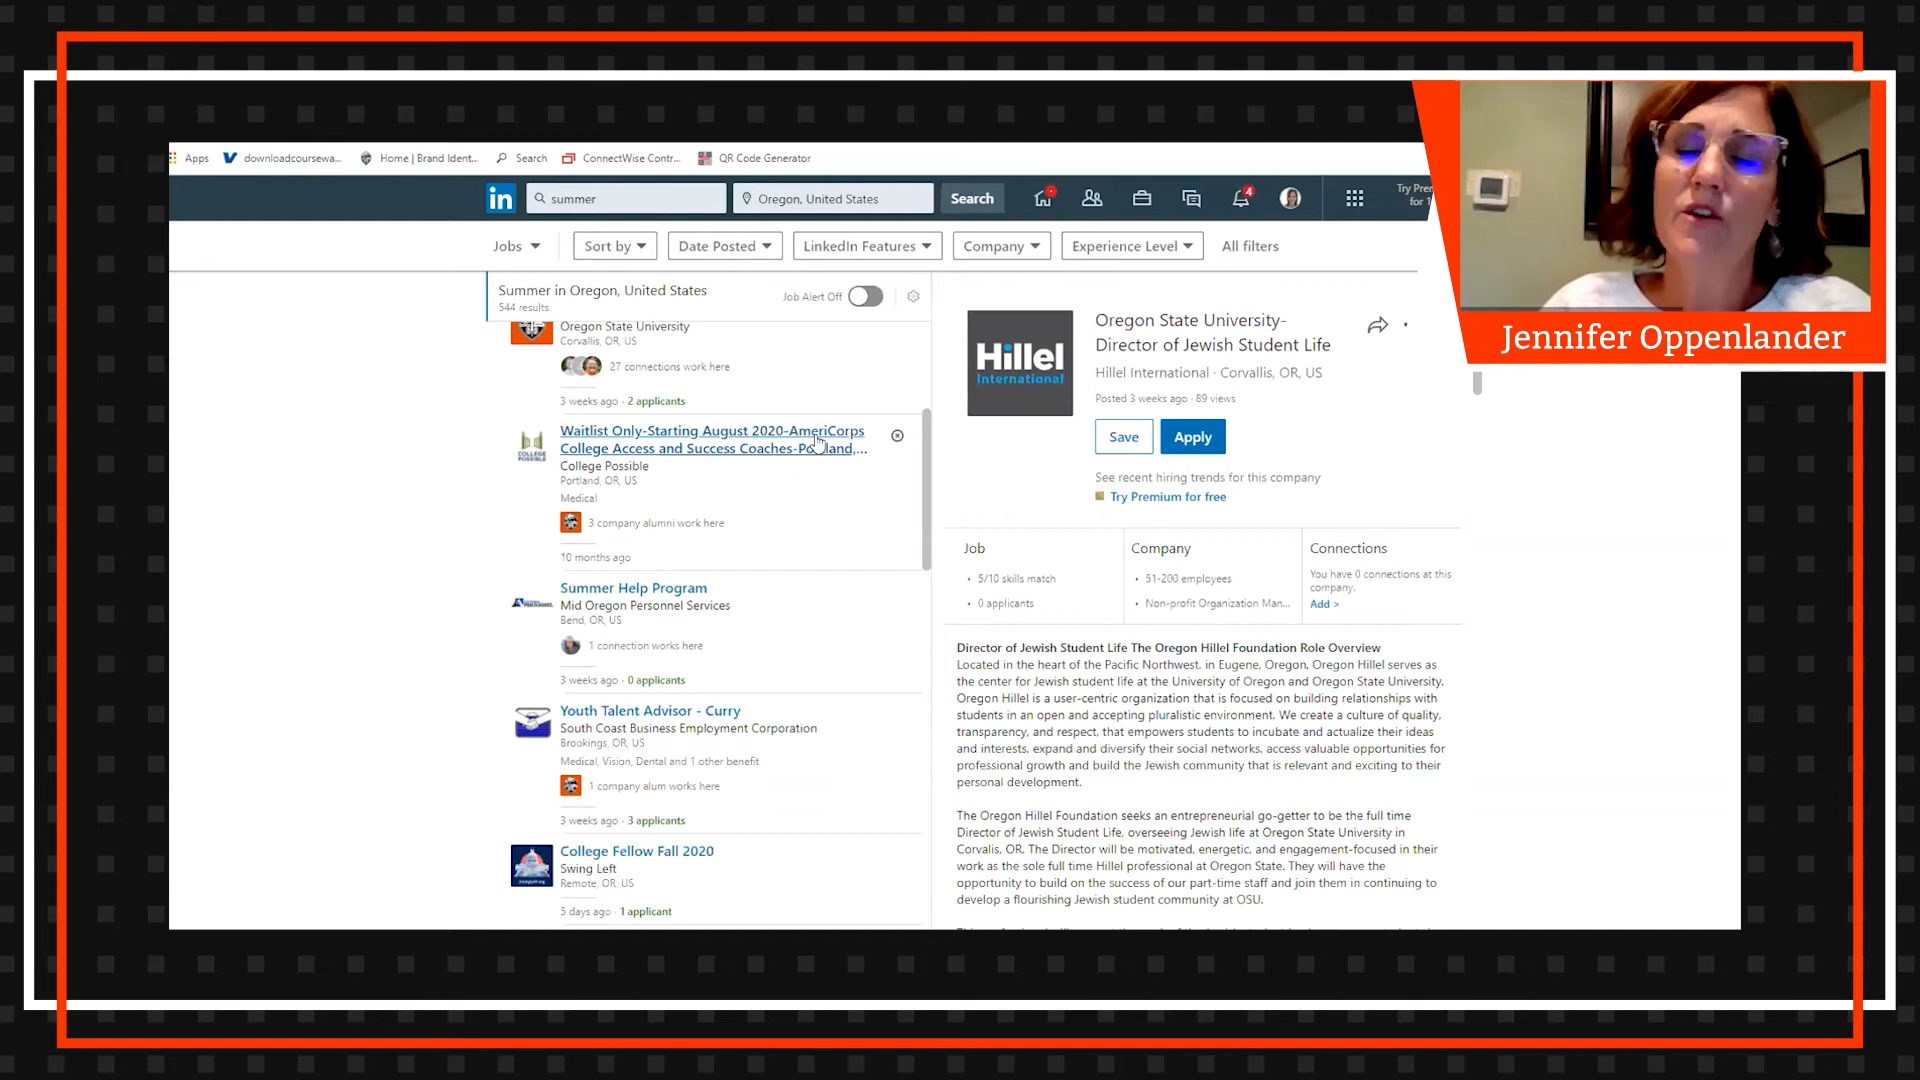 Apps
downloadcoursewa...
Home | Brand Ident...
Search
ConnectWise Contr...
QR Code Generator
in
summer
Oregon, United States
Search
4
Try Pren
for 1
Jobs
Sort by
Date Posted
LinkedIn Features
Company
Experience Level
All filters
Summer in Oregon, United States
544 results
Job Alert Off
Oregon State University
Corvallis, OR, US
27 connections work here
3 weeks ago · 2 applicants
Waitlist Only-Starting August 2020-AmeriCorps
College Access and Success Coaches-Portland,...
COLLEGE
POSSIBLE
College Possible
Portland, OR, US
Medical
3 company alumni work here
10 months ago
Summer Help Program
Mid Oregon Personnel Services
Bend, OR, US
1 connection works here
3 weeks ago · 0 applicants
Youth Talent Advisor - Curry
South Coast Business Employment Corporation
Brookings, OR, US
Medical, Vision, Dental and 1 other benefit
1 company alum works here
3 weeks ago · 3 applicants
College Fellow Fall 2020
Swing Left
Remote, OR, US
5 days ago · 1 applicant
Hillel
International
Oregon State University-
Director of Jewish Student Life
Hillel International · Corvallis, OR, US
Posted 3 weeks ago · 89 views
Save
Apply
See recent hiring trends for this company
Try Premium for free
Job
• 5/10 skills match
• 0 applicants
Company
• 51-200 employees
• Non-profit Organization Man...
Connections
You have 0 connections at this
company.
Add >
Director of Jewish Student Life The Oregon Hillel Foundation Role Overview
Located in the heart of the Pacific Northwest, in Eugene, Oregon, Oregon Hillel serves as
the center for Jewish student life at the University of Oregon and Oregon State University.
Oregon Hillel is a user-centric organization that is focused on building relationships with
students in an open and accepting pluralistic environment. We create a culture of quality,
transparency, and respect, that empowers students to incubate and actualize their ideas
and interests, expand and diversify their social networks, access valuable opportunities for
professional growth and build the Jewish community that is relevant and exciting to their
personal development.
The Oregon Hillel Foundation seeks an entrepreneurial go-getter to be the full time
Director of Jewish Student Life, overseeing Jewish life at Oregon State University in
Corvalis, OR. The Director will be motivated, energetic, and engagement-focused in their
work as the sole full time Hillel professional at Oregon State. They will have the
opportunity to build on the success of our part-time staff and join them in continuing to
develop a flourishing Jewish student community at OSU.
Jennifer Oppenlander